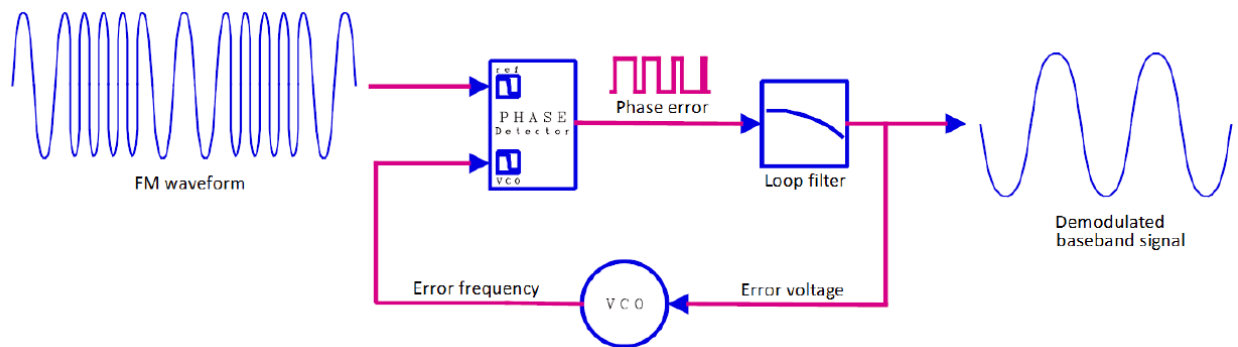 ref
PHASE
Detector
VCO
FM waveform
Phase error
Loop filter
Demodulated
baseband signal
Error frequency
VCO
Error voltage